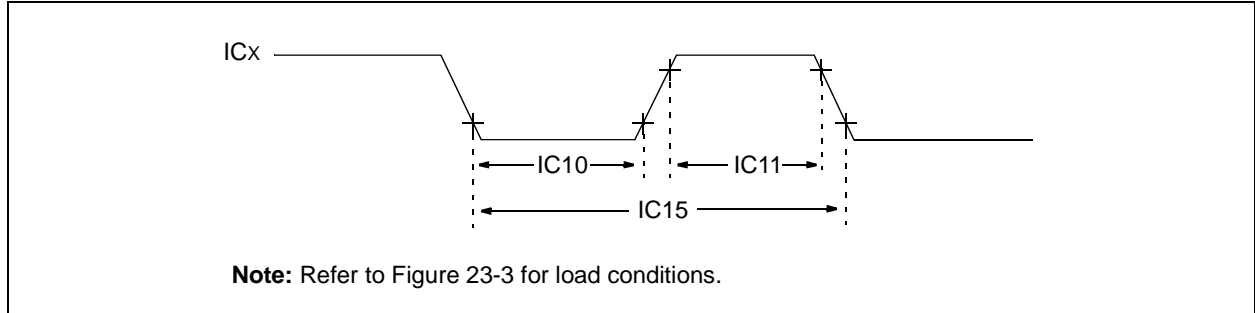 ICX
IC10
IC11
IC15
Note: Refer to Figure 23-3 for load conditions.